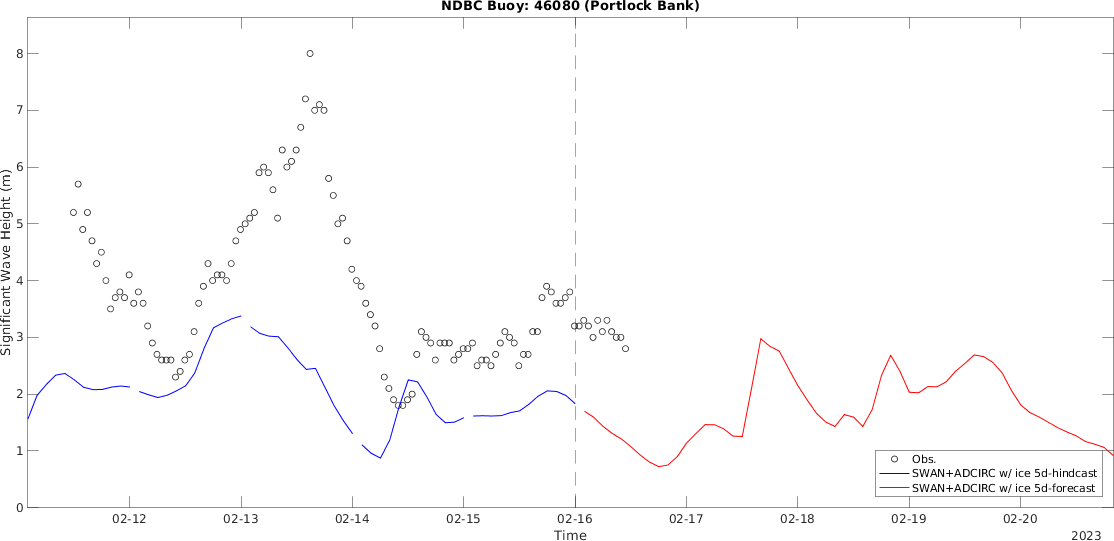 NDBC Buoy: 46080 (Portlock Bank)
Significant Wave Height (m)
8
7
6
5
4
3
2
1
0
Obs.
SWAN+ADCIRC w/ ice 5d-hindcast
SWAN+ADCIRC w/ ice 5d-forecast
02-12 02-13 02-14 02-15 02-16 02-17 02-18 02-19 02-20
Time
2023